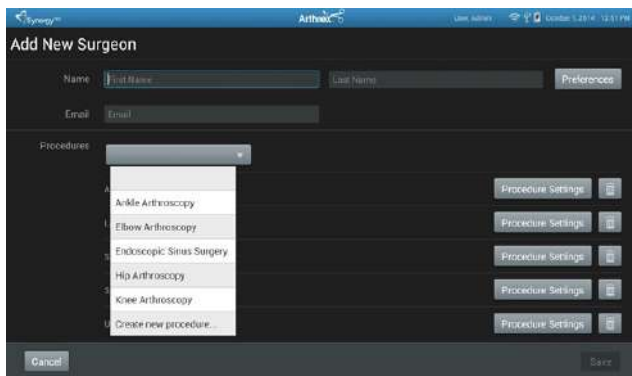 Synergy
Arthrex
User: Admin
October 1, 2014 12:51 PM
Add New Surgeon
Name
First Name
Last Name
Preferences
Email
Email
Procedures
Ankle Arthroscopy
Elbow Arthroscopy
Endoscopic Sinus Surgery
Hip Arthroscopy
Knee Arthroscopy
Create new procedure...
A
Procedure Settings
L
Procedure Settings
S
Procedure Settings
S
Procedure Settings
U
Procedure Settings
Cancel
Save